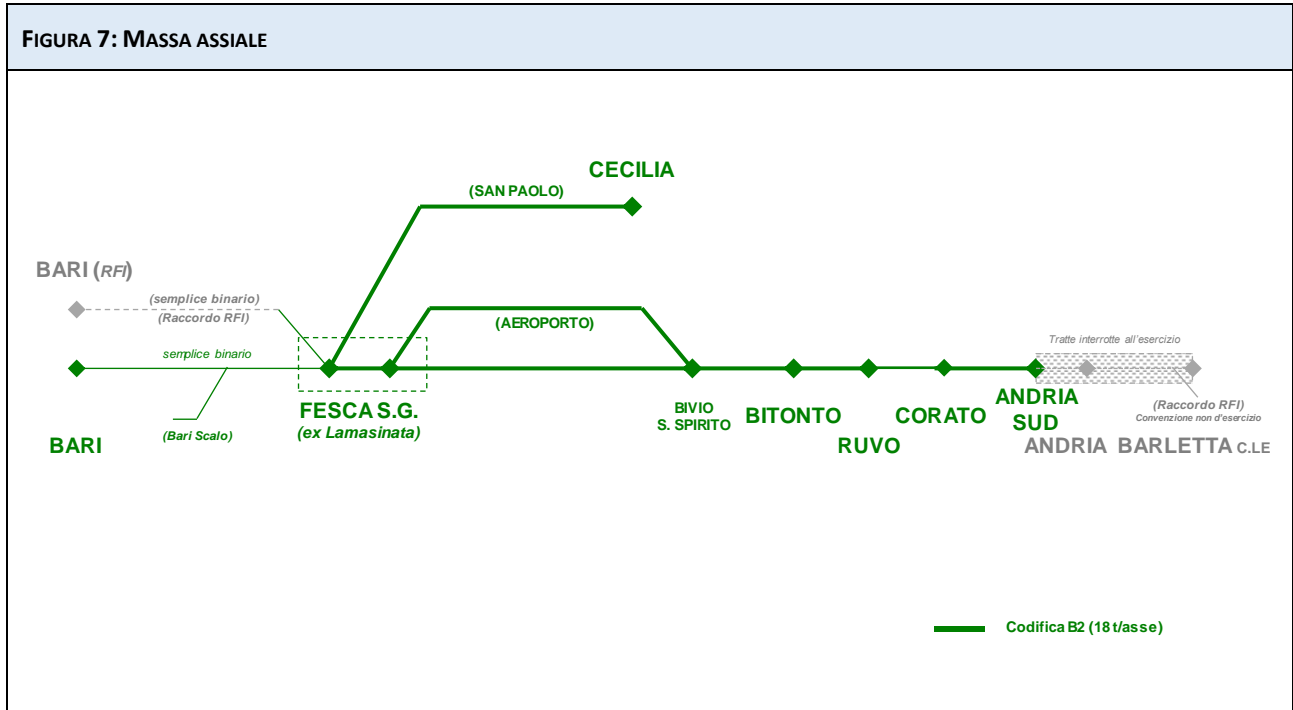 FIGURA 7: MASSA ASSIALE
CECILIA
(SAN PAOLO)
BARI (RFI)
(semplice binario)
(Raccordo RFI)
(AEROPORTO)
semplice binario
Tratte interrotte all'esercizio
FESCA S.G.
(ex Lamasinata)
(Bari Scalo)
BARI
BIVIO
S. SPIRITO
BITONTO
RUVO
CORATO
ANDRIA
SUD
(Raccordo RFI)
Convenzione non d'esercizio
ANDRIA
BARLETTA C.LE
Codifica B2 (18 t/asse)